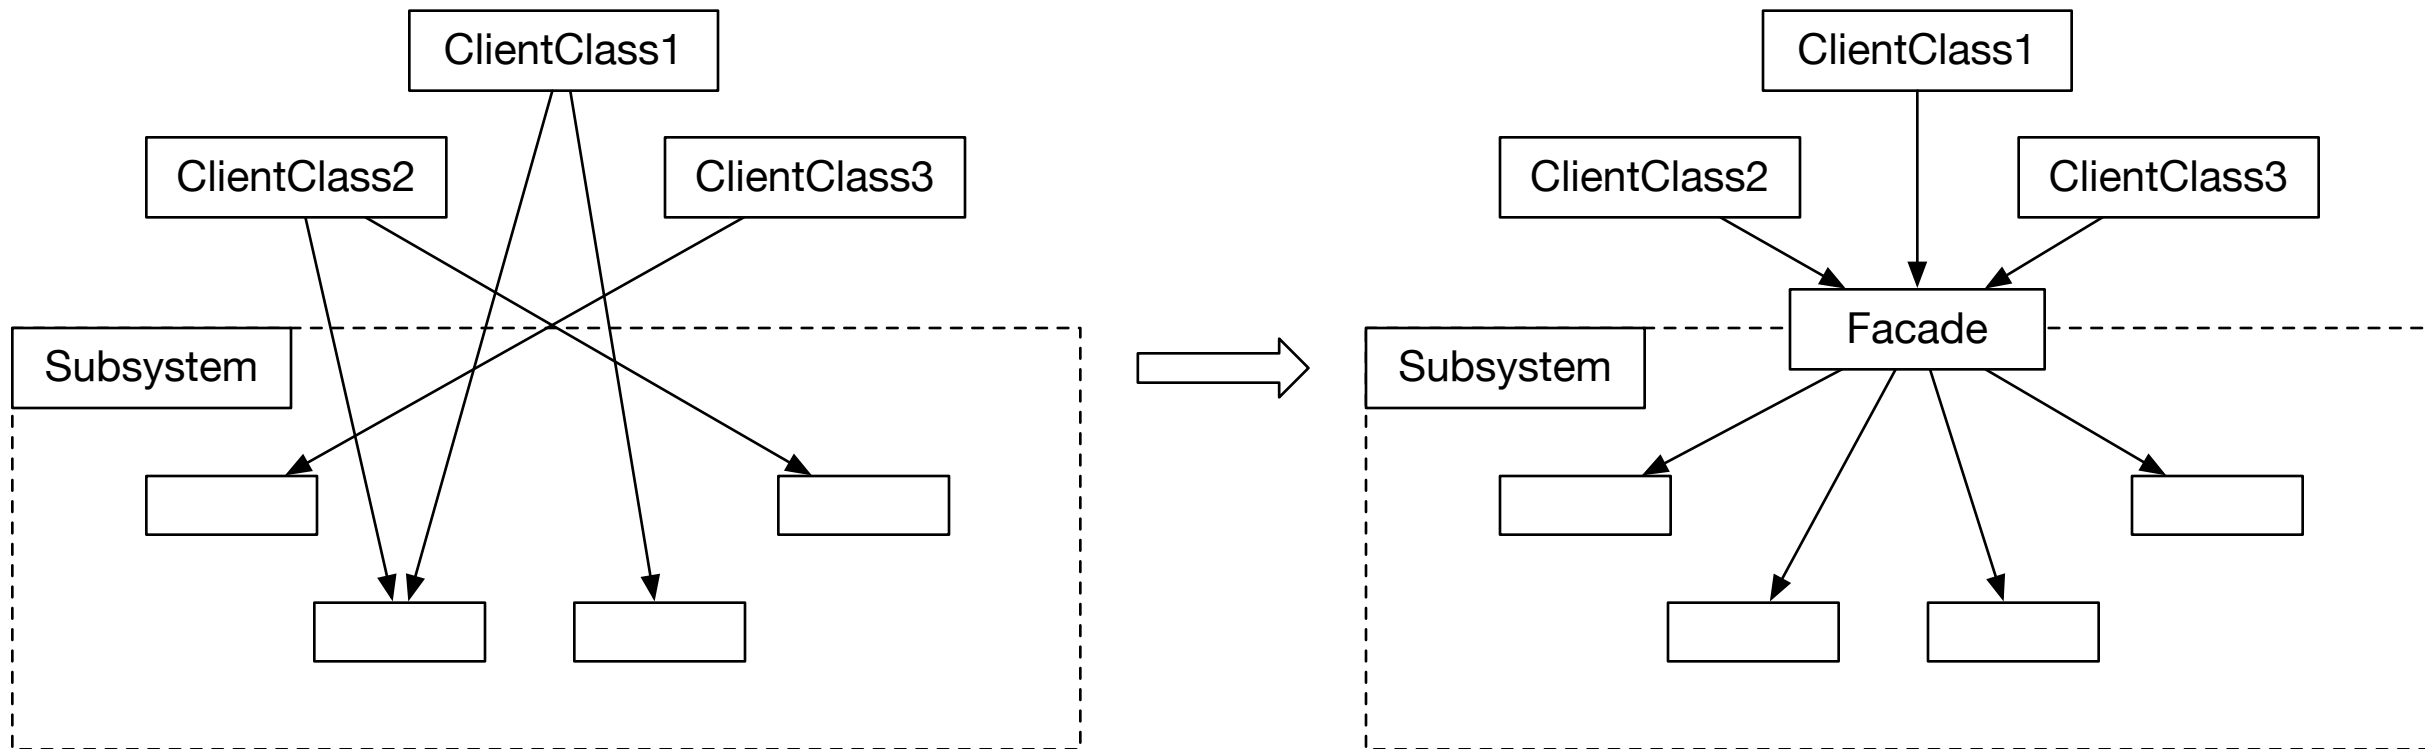 ClientClass1
ClientClass2
ClientClass3
Subsystem
ClientClass1
ClientClass2
ClientClass3
Facade
Subsystem